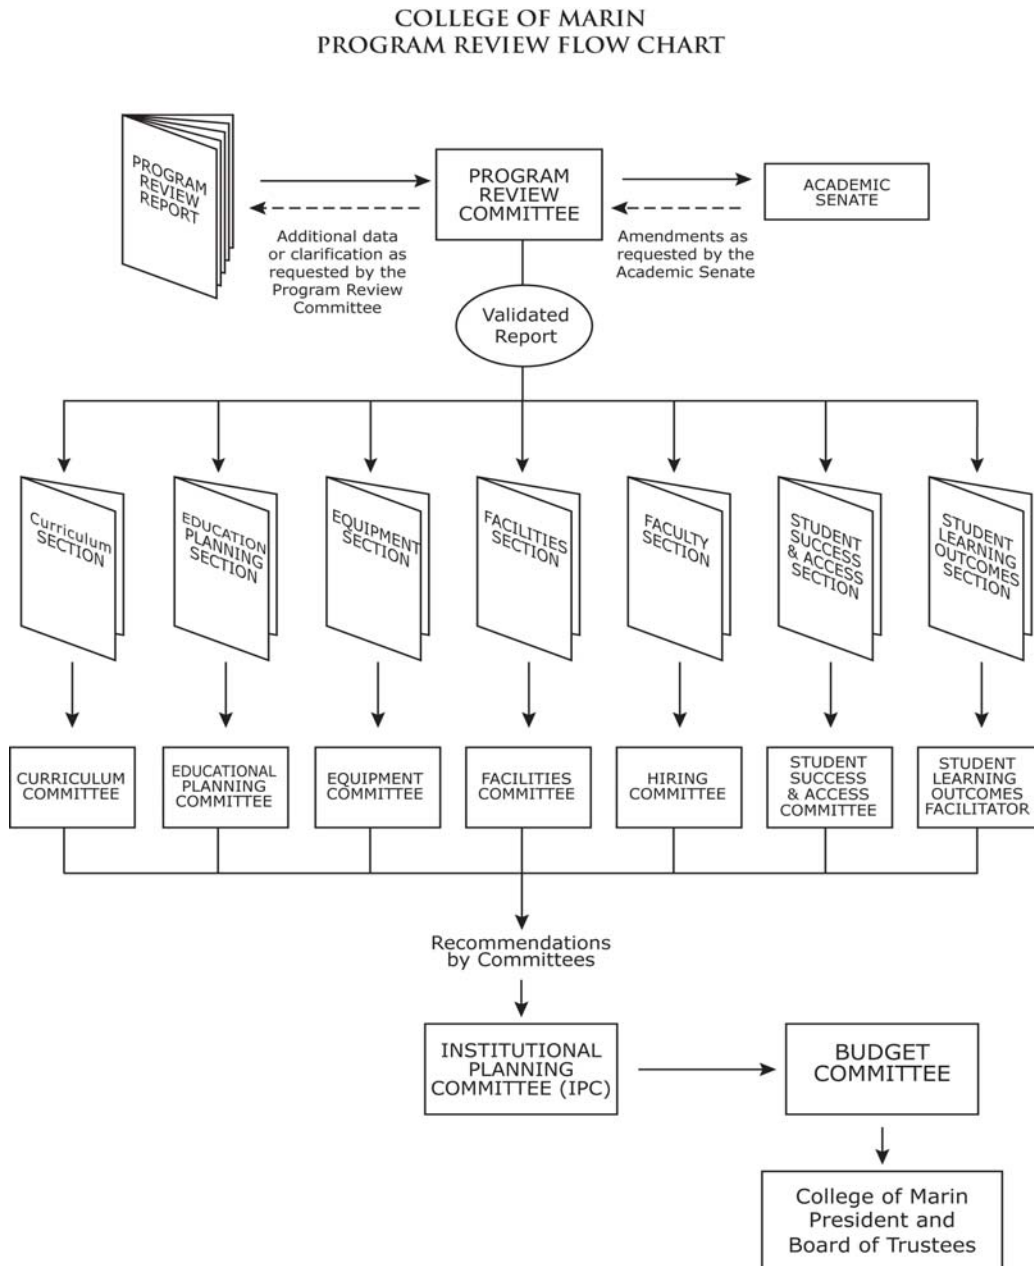 COLLEGE OF MARIN
PROGRAM REVIEW FLOW CHART
PROGRAM
REVIEW
REPORT
PROGRAM
REVIEW
COMMITTEE
ACADEMIC
SENATE
Additional data
or clarification as
requested by the
Program Review
Committee
Amendments as
requested by the
Academic Senate
Validated
Report
Curriculum
SECTION
EDUCATION
PLANNING
SECTION
EQUIPMENT
SECTION
FACILITIES
SECTION
FACULTY
SECTION
STUDENT
SUCCESS
& ACCESS
SECTION
STUDENT
LEARNING
OUTCOMES
SECTION
CURRICULUM
COMMITTEE
EDUCATIONAL
PLANNING
COMMITTEE
EQUIPMENT
COMMITTEE
FACILITIES
COMMITTEE
HIRING
COMMITTEE
STUDENT
SUCCESS
& ACCESS
COMMITTEE
STUDENT
LEARNING
OUTCOMES
FACILITATOR
Recommendations
by Committees
INSTITUTIONAL
PLANNING
COMMITTEE (IPC)
BUDGET
COMMITTEE
College of Marin
President and
Board of Trustees